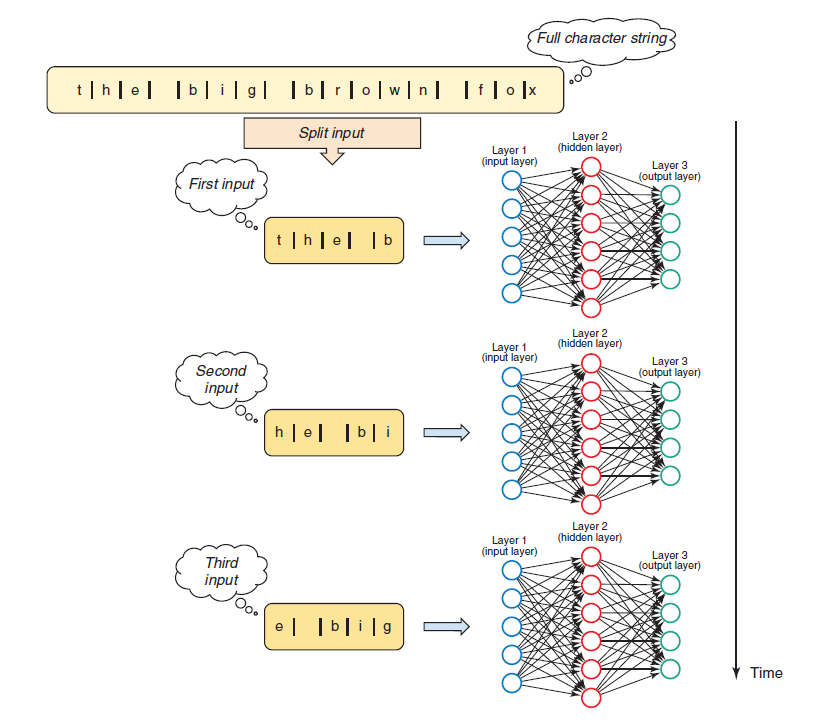 Full character string
t | h | e | | b | i | g | | b | r | o | w | n | | f | o | x
Split input
First input
t | h | e | | b
Layer 1
(input layer)
Layer 2
(hidden layer)
Layer 3
(output layer)
Second
input
h | e | | b | i
Layer 1
(input layer)
Layer 2
(hidden layer)
Layer 3
(output layer)
Third
input
e | | b | i | g
Layer 1
(input layer)
Layer 2
(hidden layer)
Layer 3
(output layer)
Time